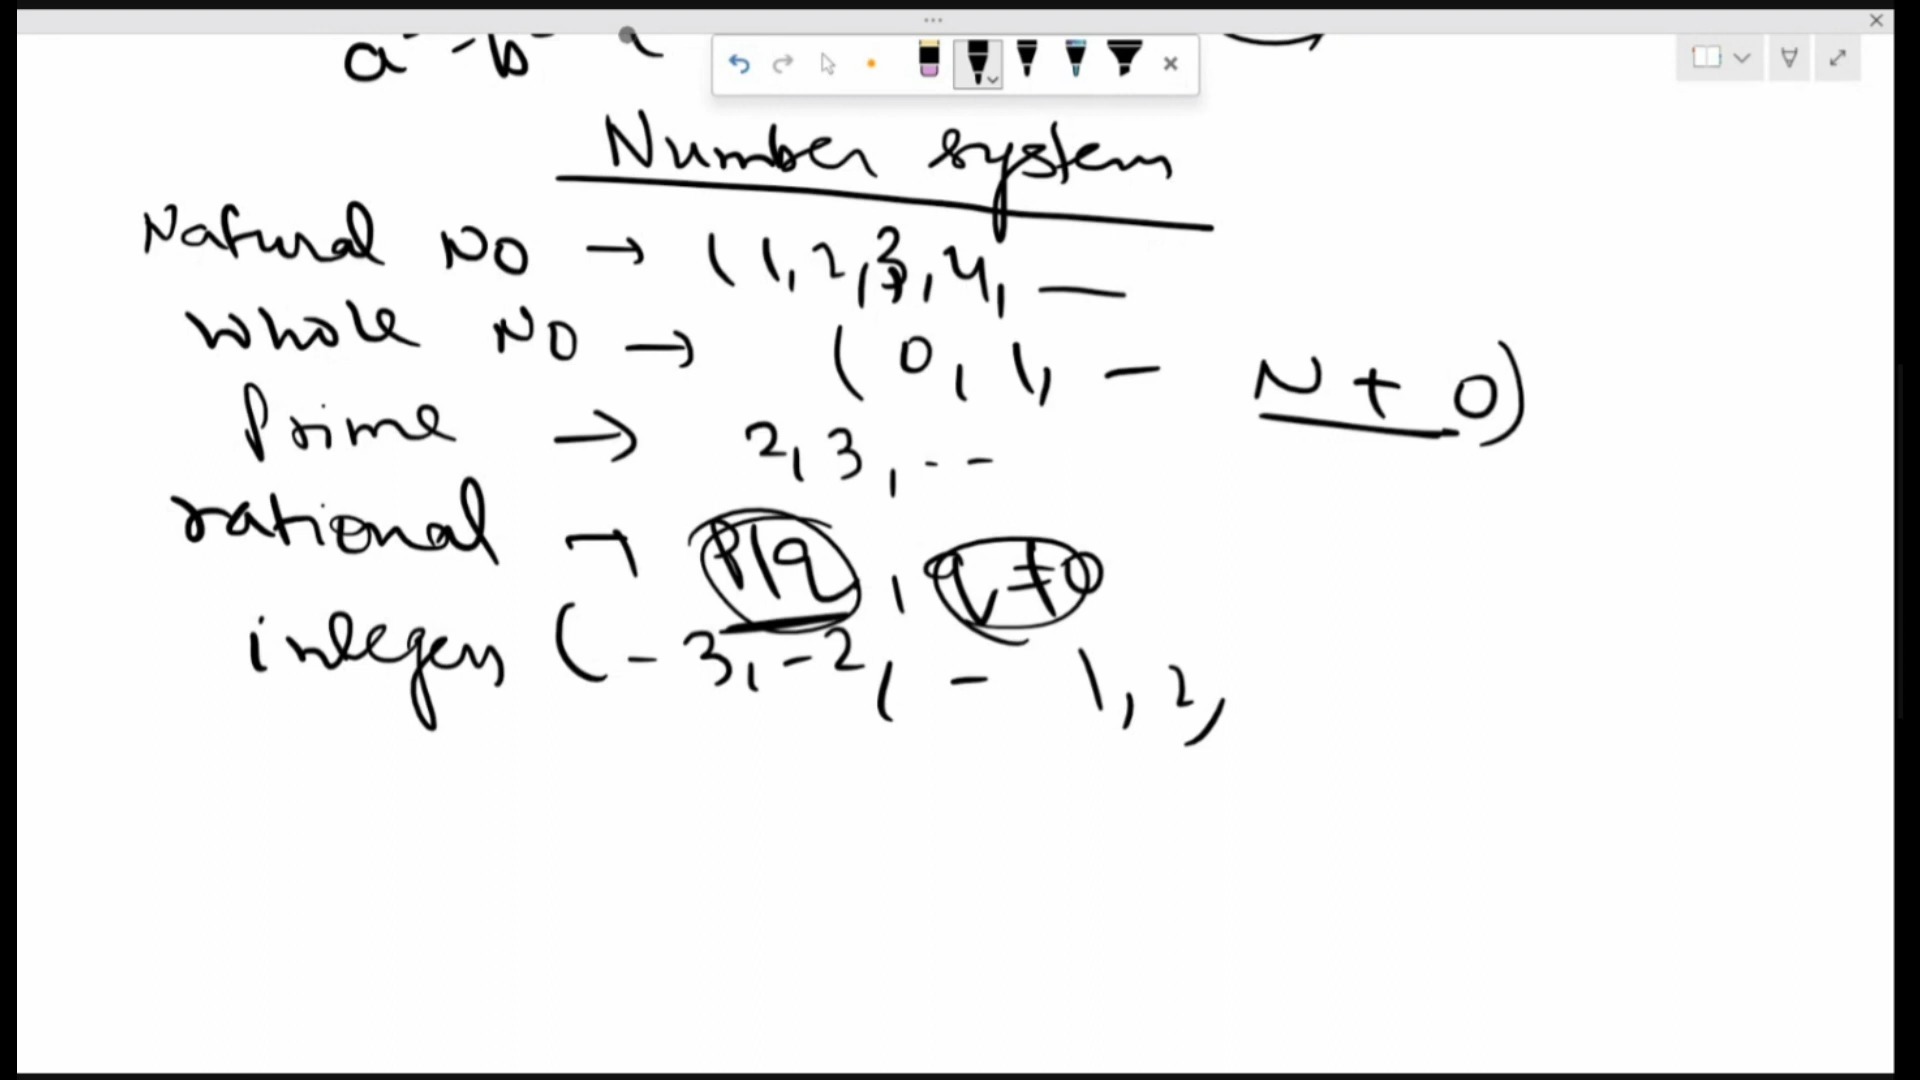 a - b
Number system
Natural NO → (1, 2, 3, 4, —
whole NO → (0, 1, - N + 0)
Prime → 2, 3, - -
rational → P/q, q≠0
integers (- 3, -2, - 1, 2,